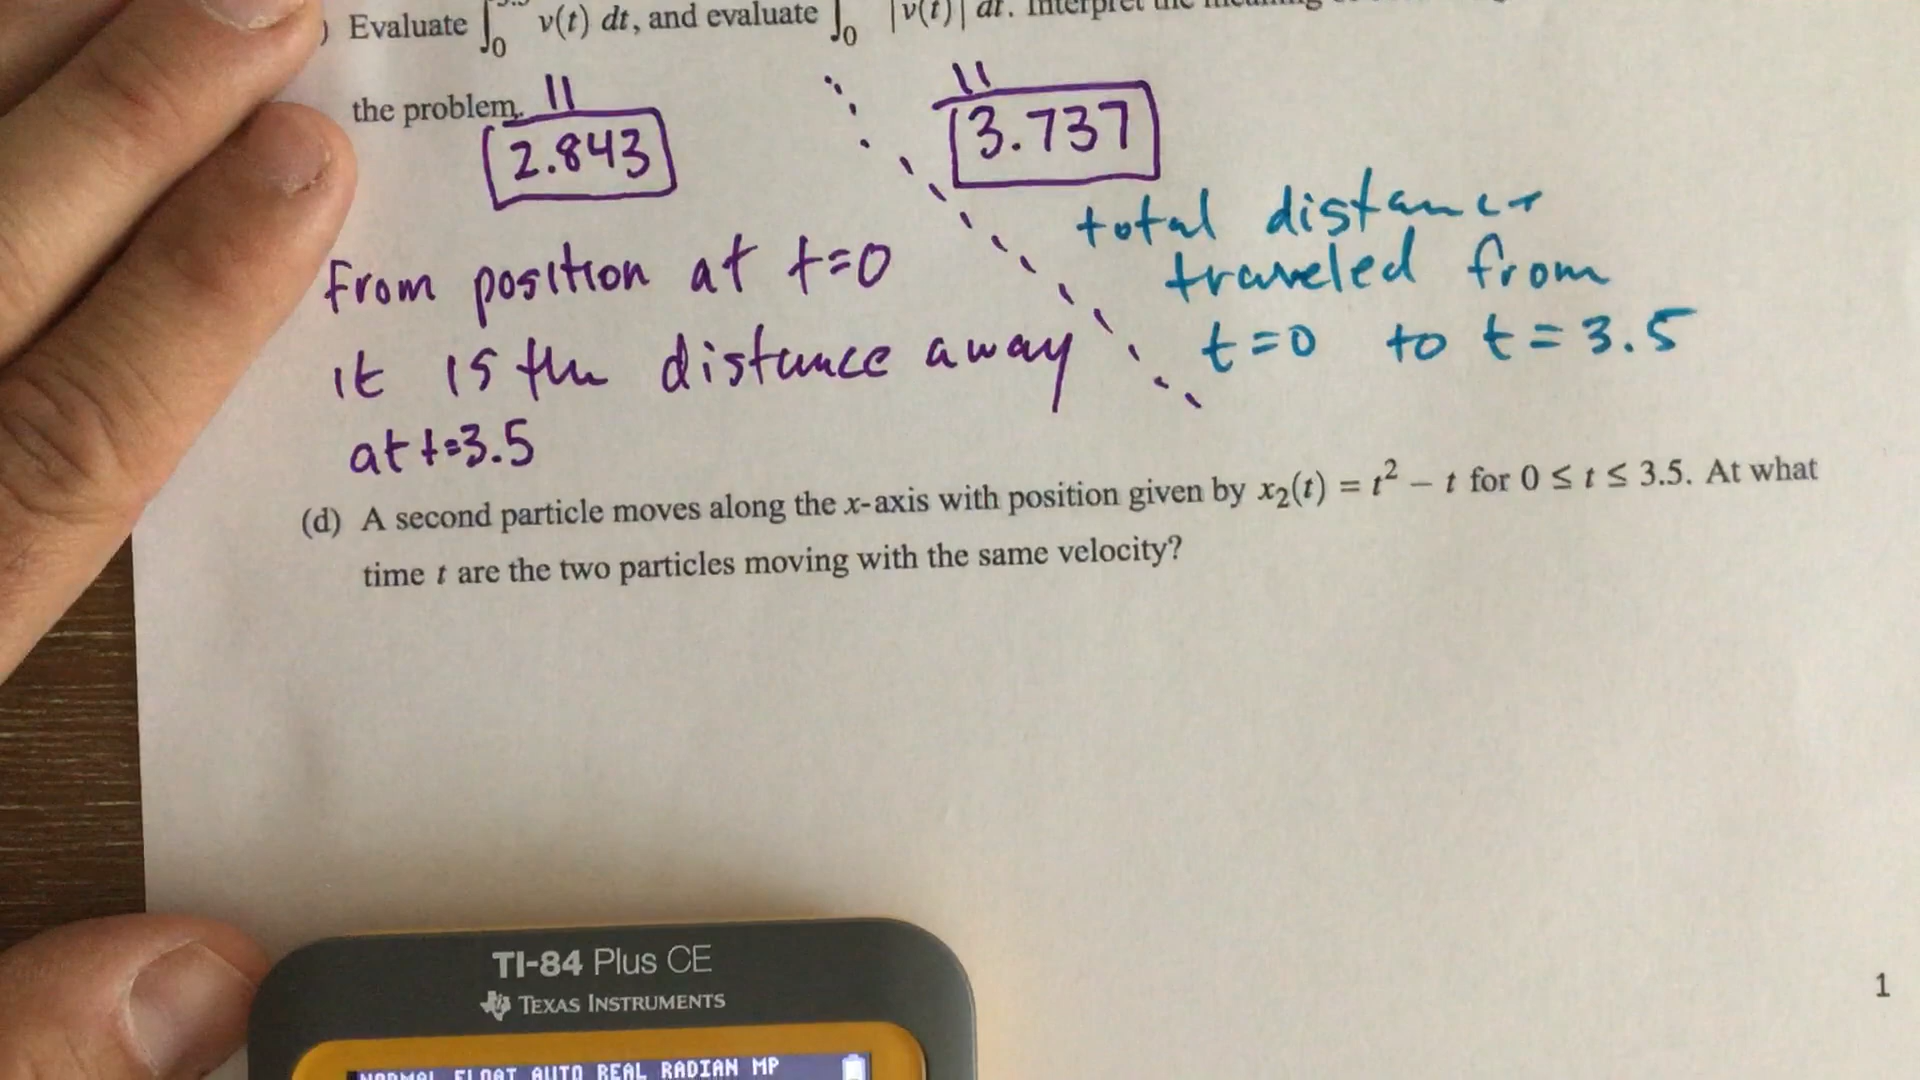 ) Evaluate ∫₀ v(t) dt, and evaluate ∫₀ |v(t)| dt. Interpret the meaning
the problem.
||
||
2.843
3.737
From position at t=0
it is the distance away
at t=3.5
total distance
traveled from
t=0 to t=3.5
(d) A second particle moves along the x-axis with position given by x₂(t) = t² − t for 0 ≤ t ≤ 3.5. At what
time t are the two particles moving with the same velocity?
TI-84 Plus CE
TEXAS INSTRUMENTS
NORMAL FLOAT AUTO REAL RADIAN MP
1